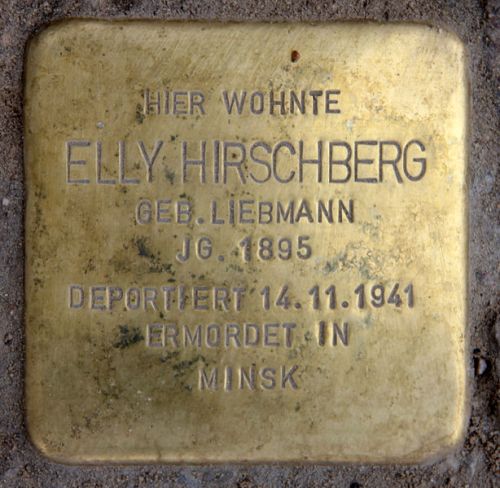 HIER WOHNTE
ELLY HIRSCHBERG
GEB. LIEBMANN
JG. 1895
DEPORTIERT 14.11.1941
ERMORDET IN
MINSK